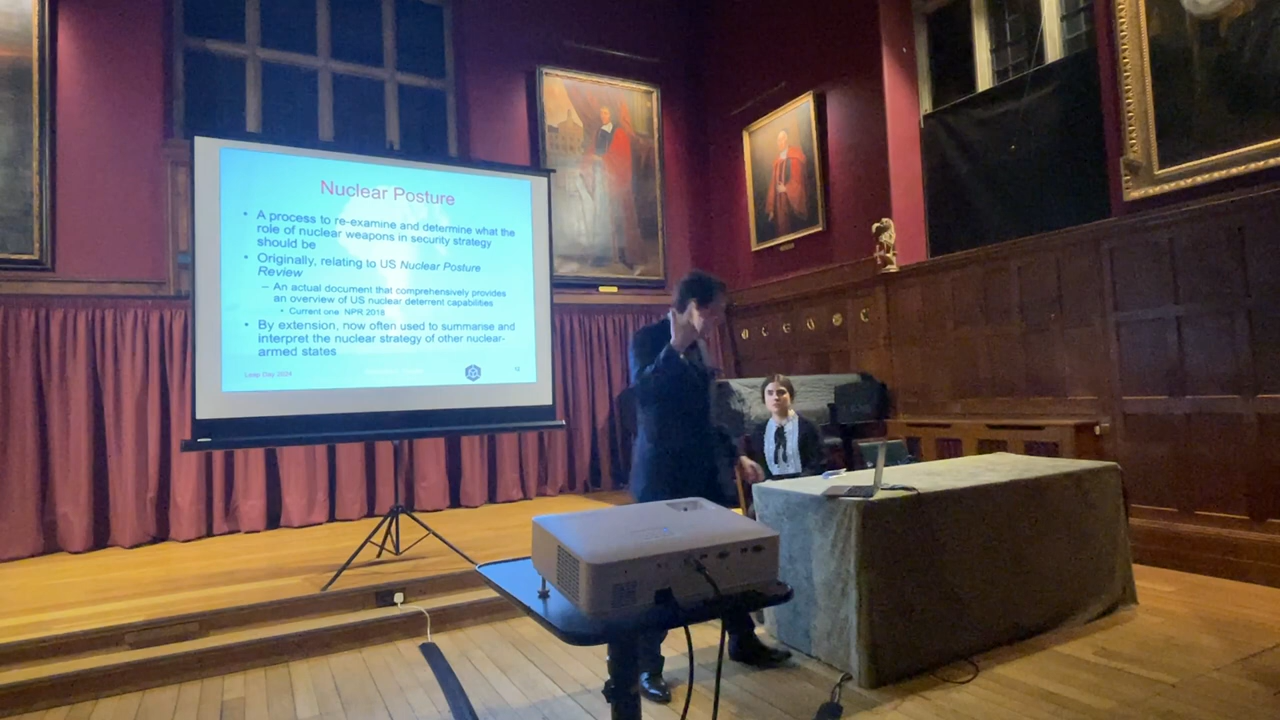 Nuclear Posture
• A process to re-examine and determine what the
role of nuclear weapons in security strategy
should be
• Originally, relating to US Nuclear Posture
Review
– An actual document that comprehensively provides
an overview of US nuclear deterrent capabilities
• Current one NPR 2018
• By extension, now often used to summarise and
interpret the nuclear strategy of other nuclear-
armed states
Leap Day 2024
12